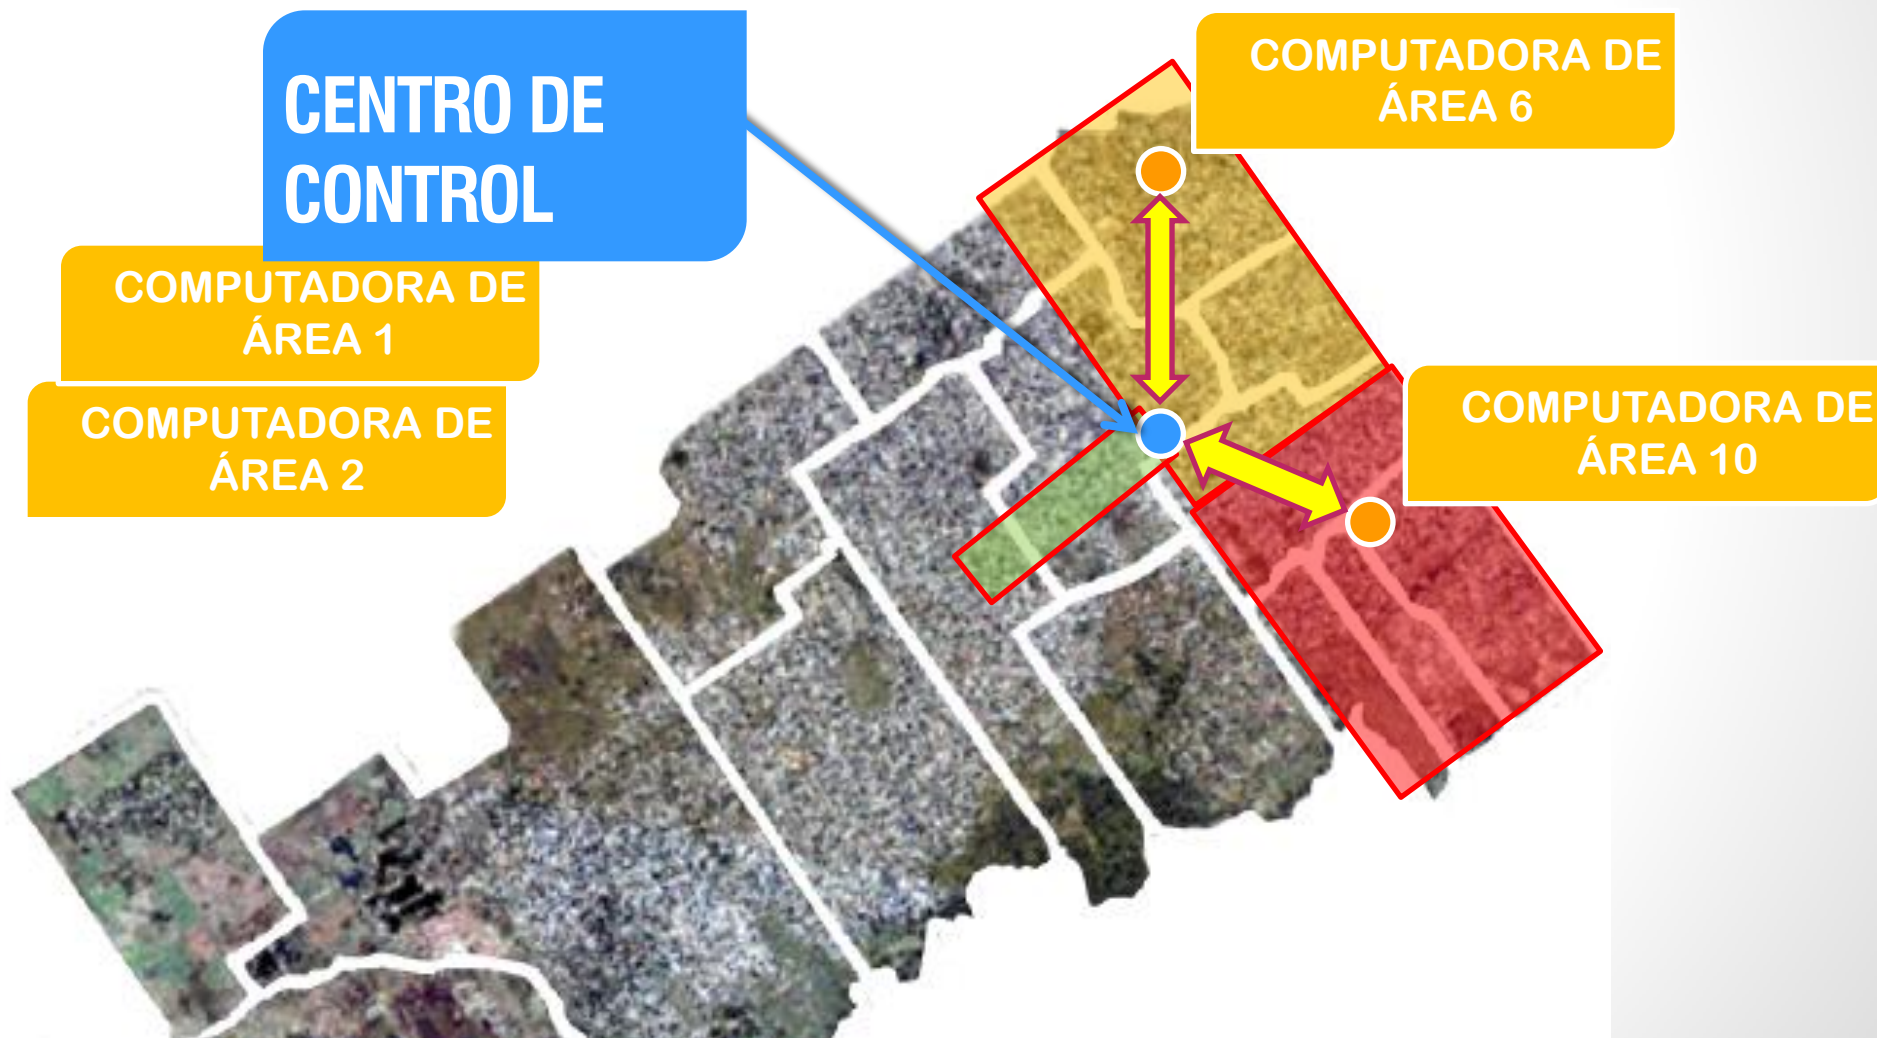 CENTRO DE
CONTROL
COMPUTADORA DE
ÁREA 6
COMPUTADORA DE
ÁREA 1
COMPUTADORA DE
ÁREA 2
COMPUTADORA DE
ÁREA 10